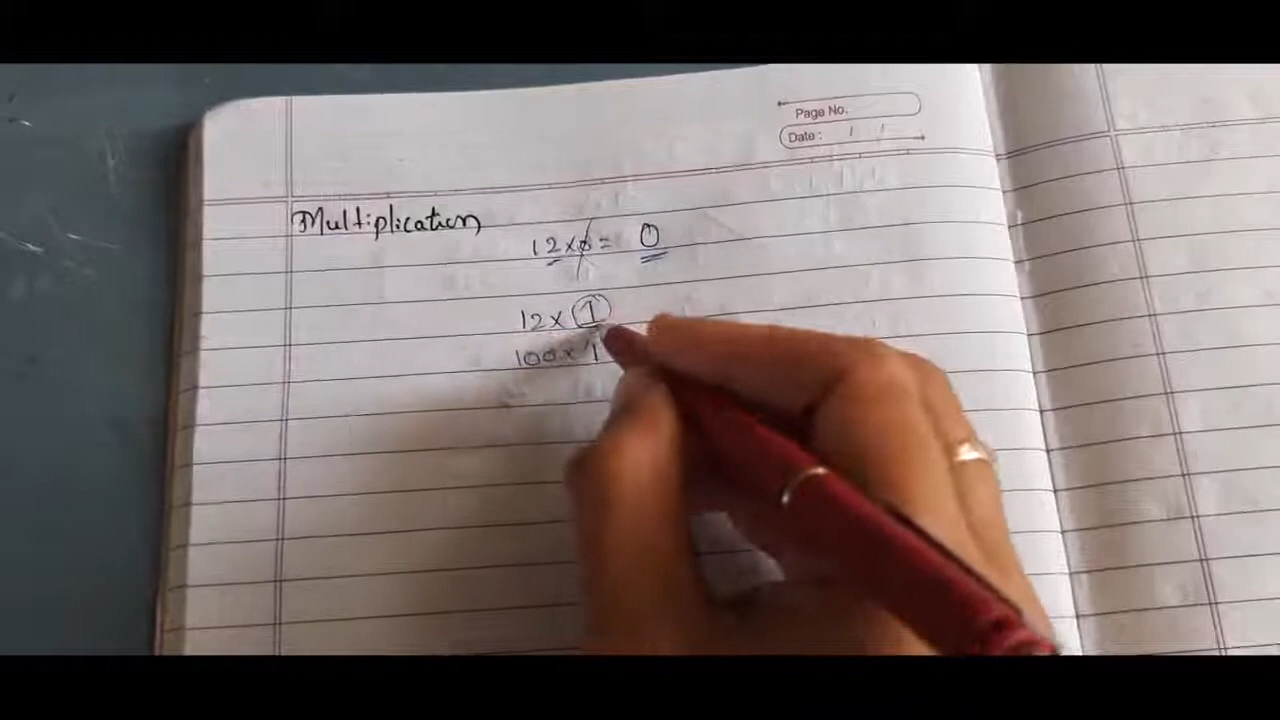 Page No.
Date : / /
Multiplication
12 x 0 = 0
12 x 1
100 x 1